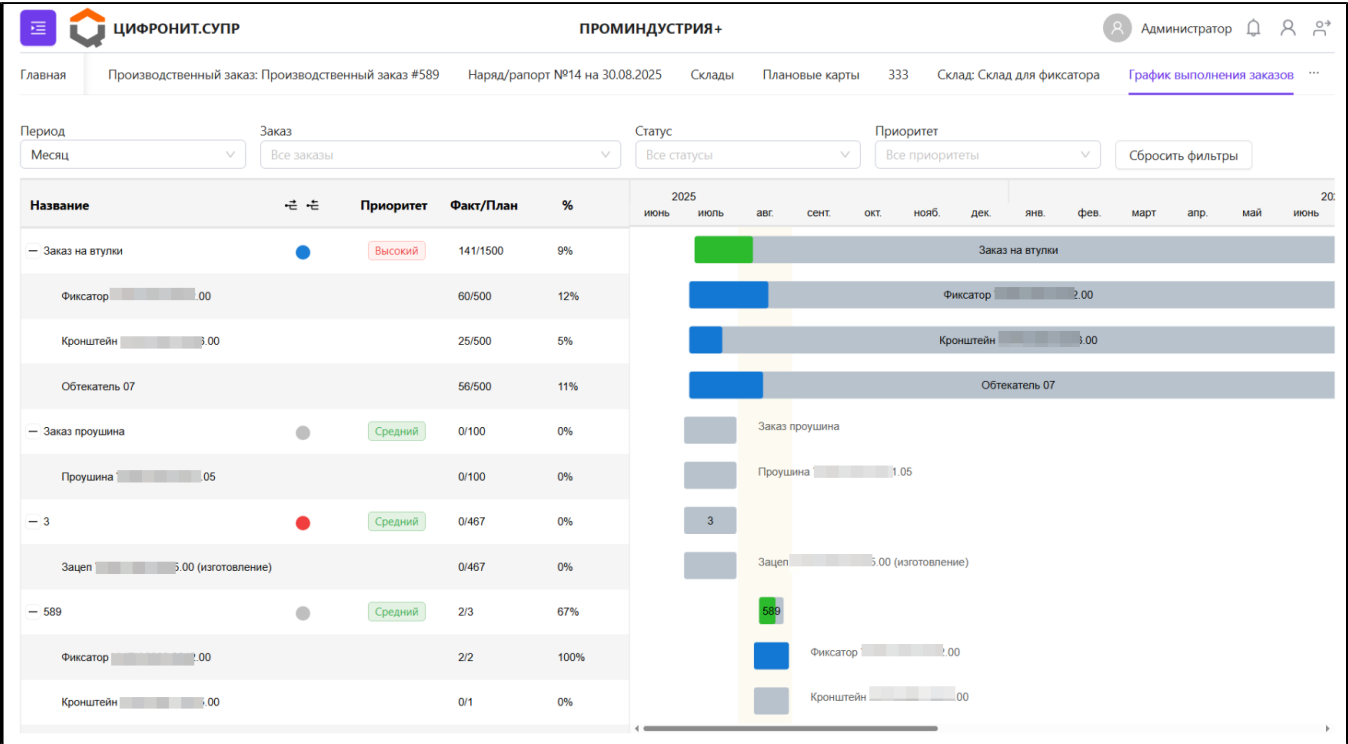 ЦИФРОНИТ.СУПР ПРОМИНДУСТРИЯ+ Администратор
Главная Производственный заказ: Производственный заказ #589 Наряд/рапорт №14 на 30.08.2025 Склады Плановые карты 333 Склад: Склад для фиксатора График выполнения заказов ...
Период Заказ Статус Приоритет
Месяц Все заказы Все статусы Все приоритеты Сбросить фильтры
2025
Название Приоритет Факт/План %
июнь июль авг. сент. окт. нояб. дек. янв. фев. март апр. май июнь
Заказ на втулки Высокий 141/1500 9% Заказ на втулки
Фиксатор .00 60/500 12% Фиксатор 2.00
Кронштейн 3.00 25/500 5% Кронштейн .00
Обтекатель 07 56/500 11% Обтекатель 07
Заказ проушина Средний 0/100 0% Заказ проушина
Проушина .05 0/100 0% Проушина 1.05
3 Средний 0/467 0% 3
Зацеп .00 (изготовление) 0/467 0% Зацеп .00 (изготовление)
589 Средний 2/3 67% 589
Фиксатор .00 2/2 100% Фиксатор .00
Кронштейн .00 0/1 0% Кронштейн .00